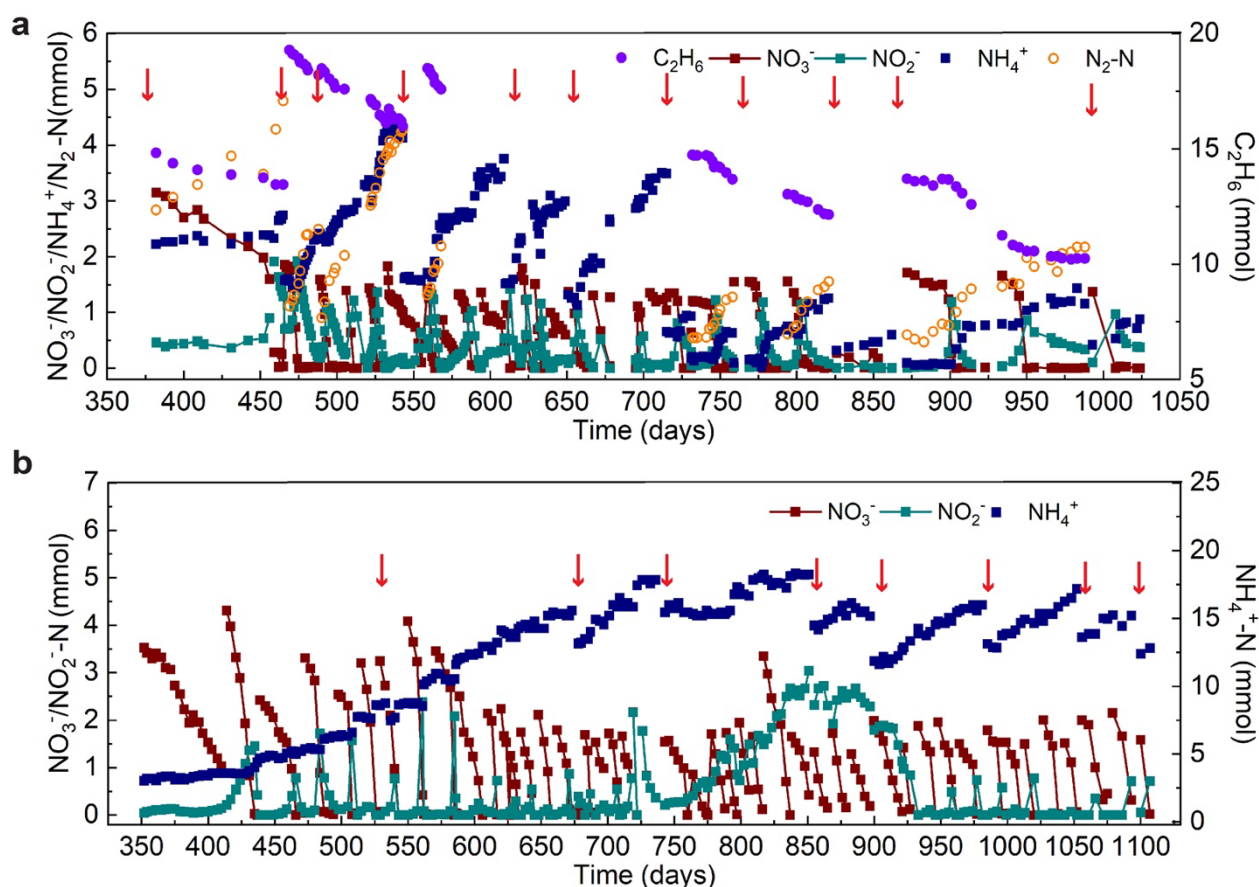 a
NO₃⁻/NO₂⁻/NH₄⁺/N₂-N(mmol)
6
5
4
3
2
1
0
C₂H₆ NO₃⁻ NO₂⁻ NH₄⁺ N₂-N
20
15
10
5
C₂H₆ (mmol)
350 400 450 500 550 600 650 700 750 800 850 900 950 1000 1050
Time (days)
b
NO₃⁻/NO₂⁻-N (mmol)
7
6
5
4
3
2
1
0
NO₃⁻ NO₂⁻ NH₄⁺
25
20
15
10
5
0
NH₄⁺-N (mmol)
350 400 450 500 550 600 650 700 750 800 850 900 950 1000 1050 1100
Time (days)